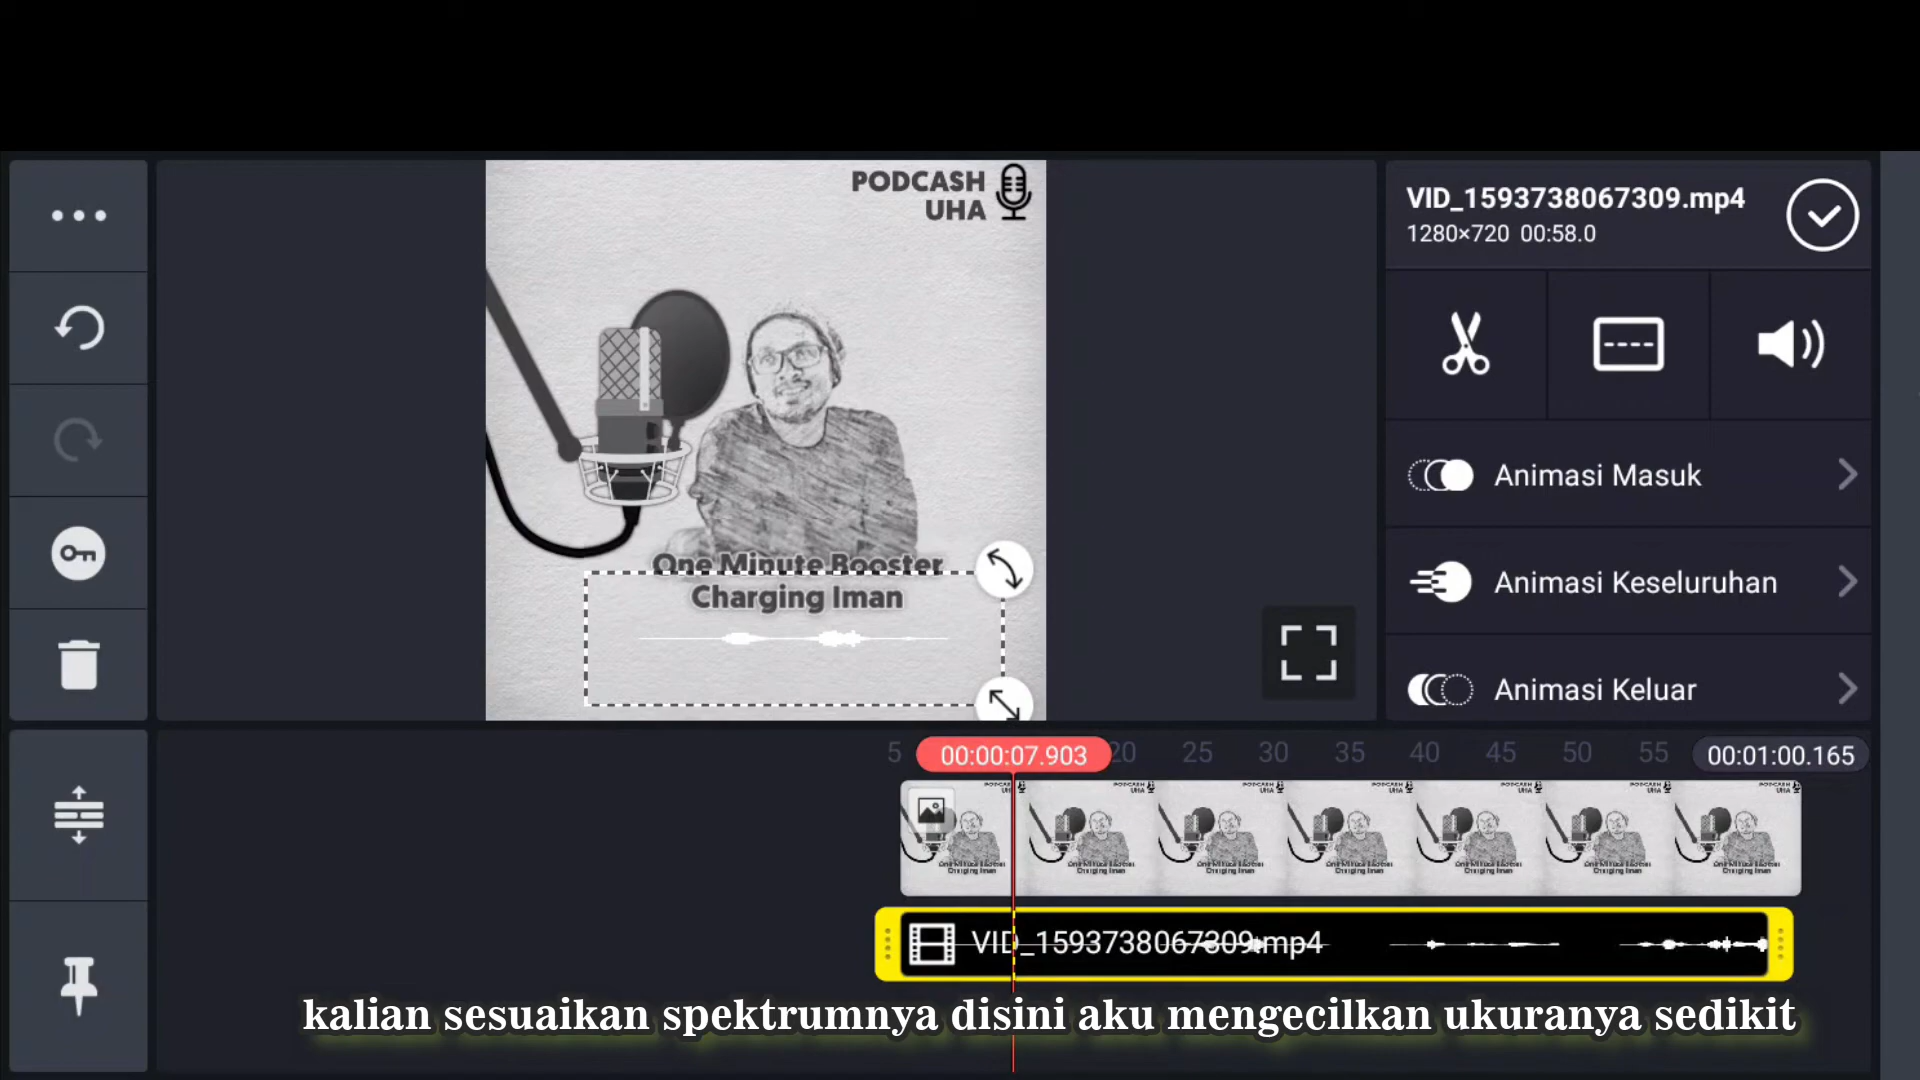 PODCASH
UHA
One Minute Booster
Charging Iman
VID_1593738067309.mp4
1280×720 00:58.0
Animasi Masuk
Animasi Keseluruhan
Animasi Keluar
5 00:00:07.903 20 25 30 35 40 45 50 55 00:01:00.165
VID_1593738067309.mp4
kalian sesuaikan spektrumnya disini aku mengecilkan ukuranya sedikit